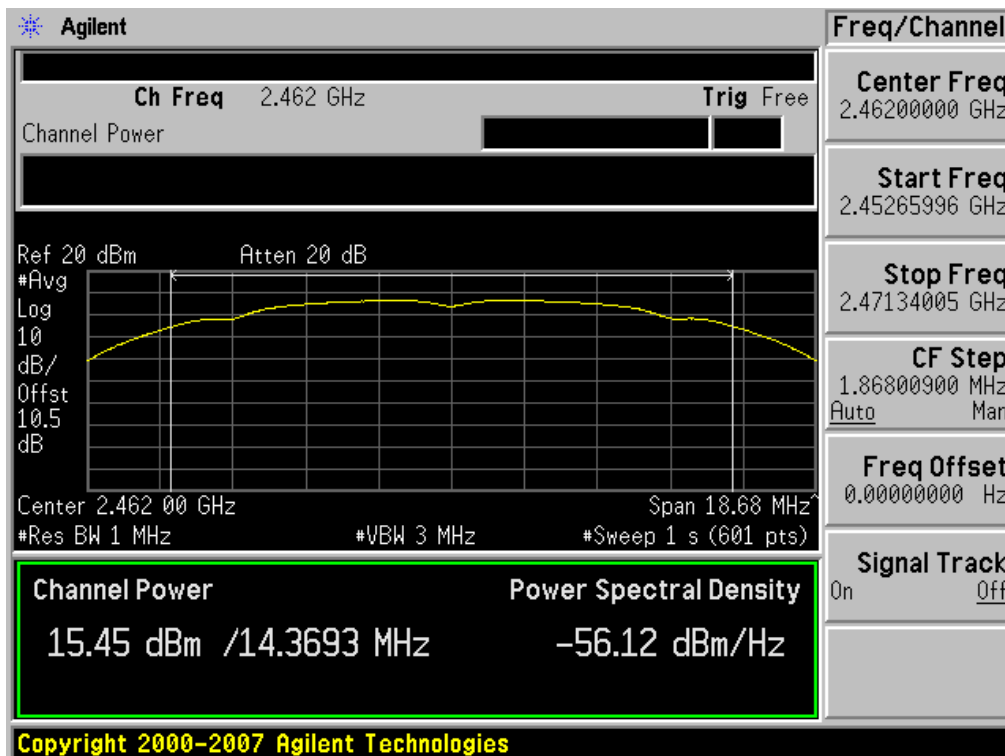 Agilent
Freq/Channel
Ch Freq 2.462 GHz Trig Free
Channel Power
Center Freq
2.46200000 GHz
Start Freq
2.45265996 GHz
Stop Freq
2.47134005 GHz
CF Step
1.86800900 MHz
Auto Man
Freq Offset
0.00000000 Hz
Signal Track
On Off
Ref 20 dBm Atten 20 dB
#Avg
Log
10
dB/
Offst
10.5
dB
Center 2.462 00 GHz Span 18.68 MHz^
#Res BW 1 MHz #VBW 3 MHz #Sweep 1 s (601 pts)
Channel Power Power Spectral Density
15.45 dBm /14.3693 MHz -56.12 dBm/Hz
Copyright 2000-2007 Agilent Technologies